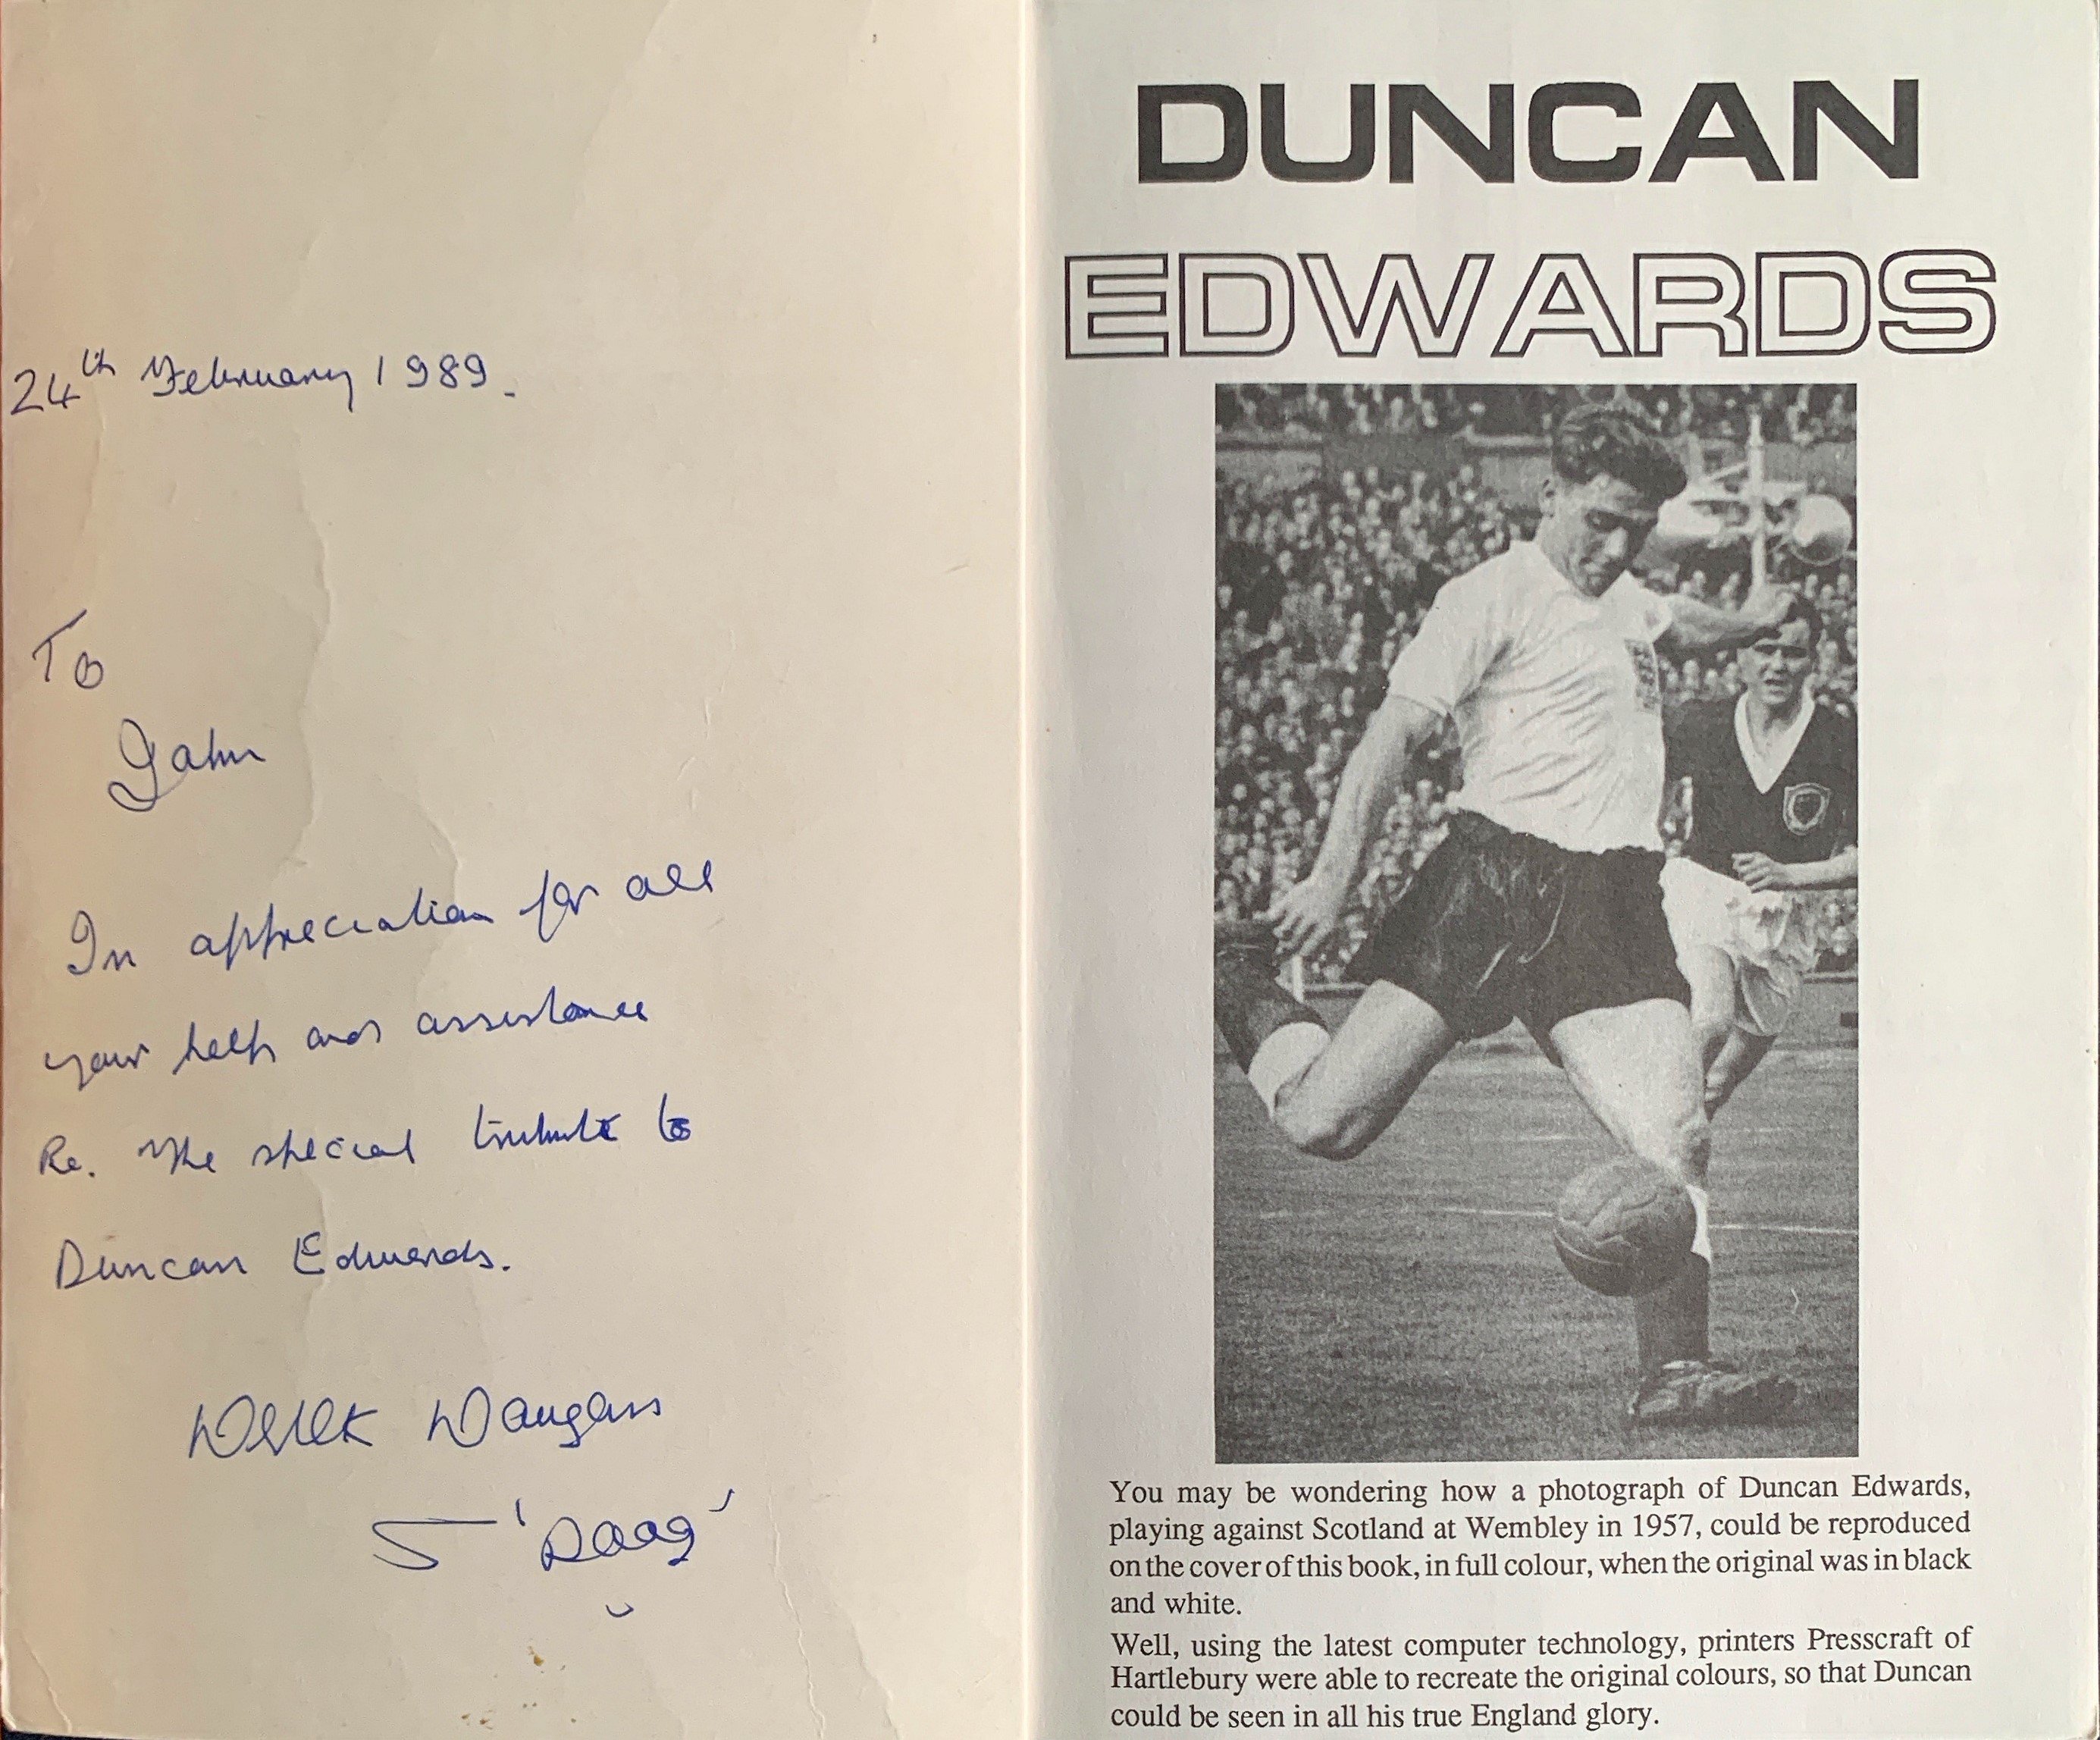 24th February 1989.
To
John
In appreciation for all
your help and assistance
Re. The special tribute to
Duncan Edwards.
Derek Dougan
'Doog'
DUNCAN
EDWARDS
You may be wondering how a photograph of Duncan Edwards,
playing against Scotland at Wembley in 1957, could be reproduced
on the cover of this book, in full colour, when the original was in black
and white.
Well, using the latest computer technology, printers Presscraft of
Hartlebury were able to recreate the original colours, so that Duncan
could be seen in all his true England glory.